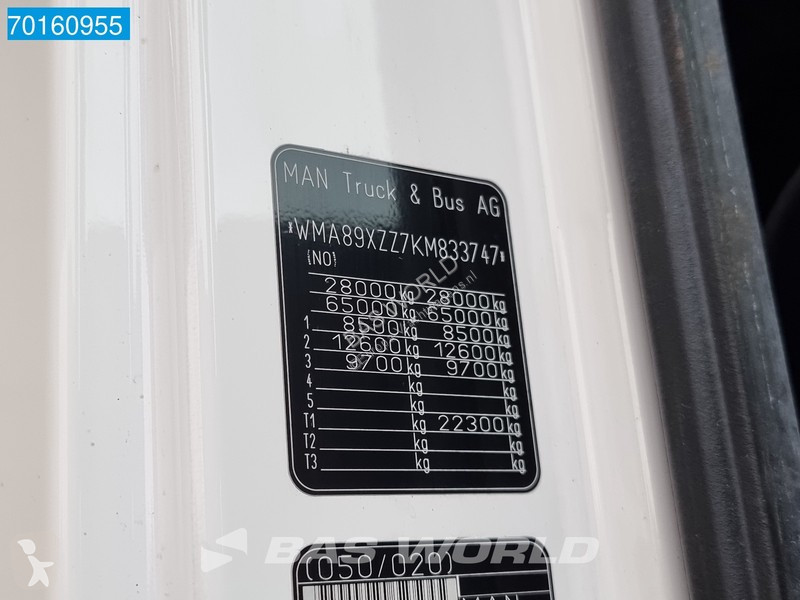 70160955
MAN Truck & Bus AG
*WMA89XZZ7KM833747*
(NO)
28000kg 28000kg
65000kg 65000kg
1 8500kg 8500kg
2 12600kg 12600kg
3 9700kg 9700kg
4 kg kg
5 kg kg
T1 kg 22300kg
T2 kg kg
T3 kg kg
BAS WORLD
(050/020)
MAN